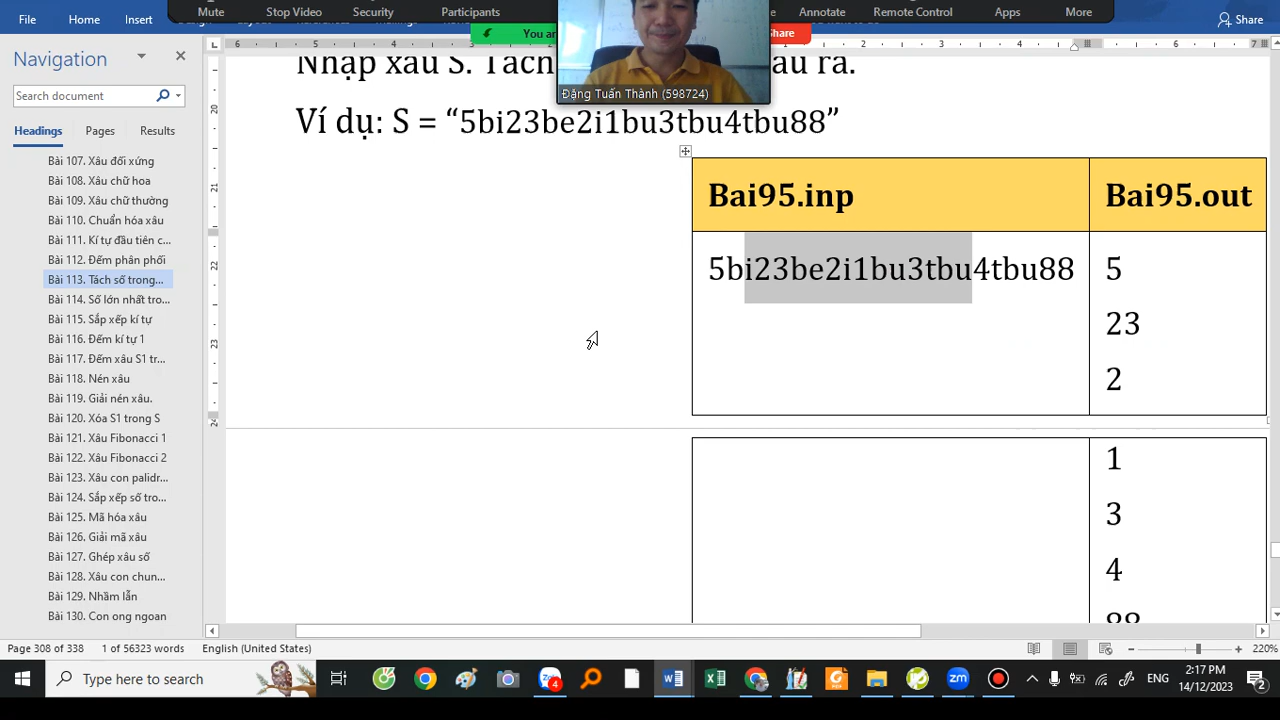 Mute
Stop Video
Security
Participants
Annotate
Remote Control
Apps
More
File
Home
Insert
Share
You are
Share
Đặng Tuấn Thành (598724)
Navigation
Search document
Headings
Pages
Results
Bài 107. Xâu đối xứng
Bài 108. Xâu chữ hoa
Bài 109. Xâu chữ thường
Bài 110. Chuẩn hóa xâu
Bài 111. Kí tự đầu tiên c...
Bài 112. Đếm phân phối
Bài 113. Tách số trong...
Bài 114. Số lớn nhất tro...
Bài 115. Sắp xếp kí tự
Bài 116. Đếm kí tự 1
Bài 117. Đếm xâu S1 tr...
Bài 118. Nén xâu
Bài 119. Giải nén xâu.
Bài 120. Xóa S1 trong S
Bài 121. Xâu Fibonacci 1
Bài 122. Xâu Fibonacci 2
Bài 123. Xâu con palidr...
Bài 124. Sắp xếp số tro...
Bài 125. Mã hóa xâu
Bài 126. Giải mã xâu
Bài 127. Ghép xâu số
Bài 128. Xâu con chun...
Bài 129. Nhầm lẫn
Bài 130. Con ong ngoan
Nhập xâu S. Tách
ra.
Ví dụ: S = “5bi23be2i1bu3tbu4tbu88”
Bai95.inp
Bai95.out
5bi23be2i1bu3tbu4tbu88
5
23
2
1
3
4
88
Page 308 of 338
1 of 56323 words
English (United States)
220%
Type here to search
ENG
2:17 PM
14/12/2023